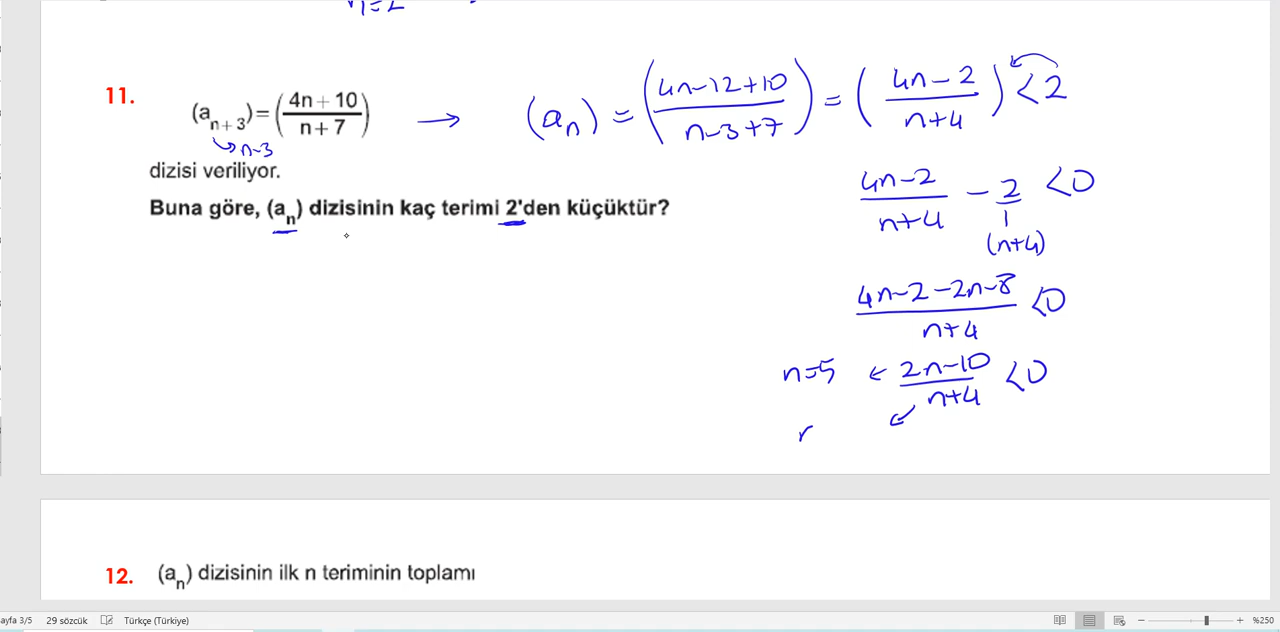 n=2
11. (a_{n+3}) = ((4n + 10)/(n + 7)) → (a_n) = ((4n-12+10)/(n-3+7)) = ((4n-2)/(n+4)) < 2
↳ n-3
dizisi veriliyor.
Buna göre, (a_n) dizisinin kaç terimi 2'den küçüktür?
(4n-2)/(n+4) - 2/1 < 0
(n+4)
(4n-2-2n-8)/(n+4) < 0
n=5 ← (2n-10)/(n+4) < 0
12. (a_n) dizisinin ilk n teriminin toplamı
ayfa 3/5 29 sözcük Türkçe (Türkiye) %250